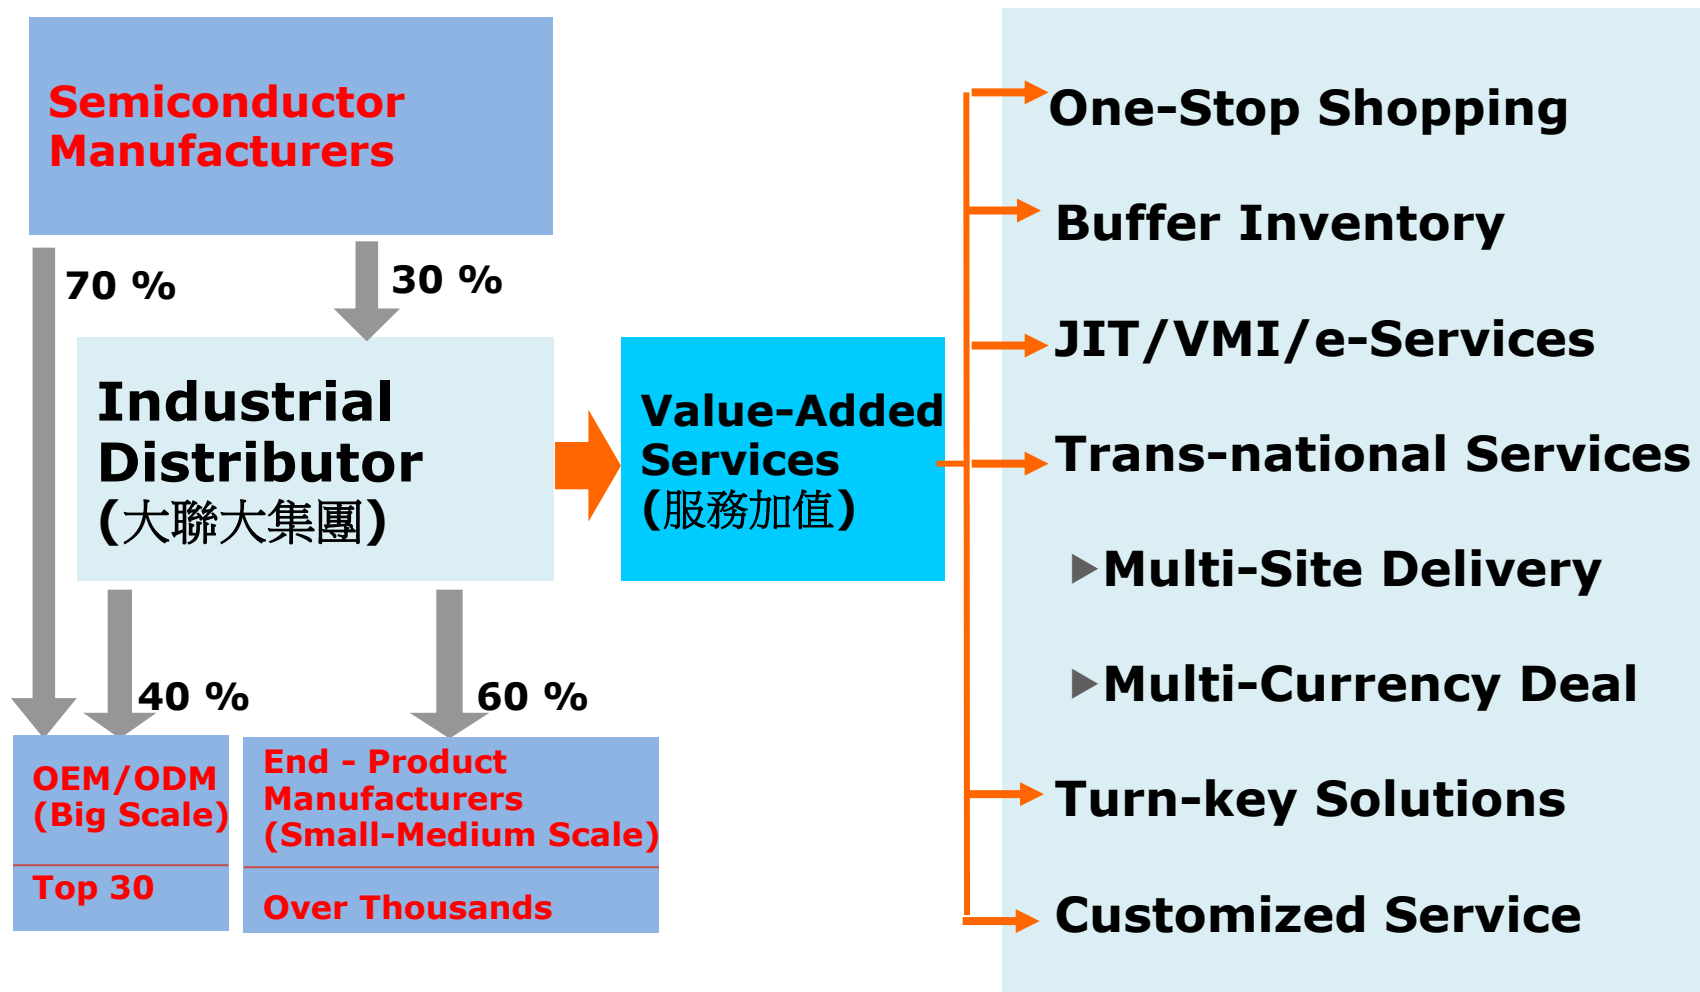 Semiconductor
Manufacturers
70 %
30 %
Industrial
Distributor
(大聯大集團)
Value-Added
Services
(服務加值)
40 %
60 %
OEM/ODM
(Big Scale)
Top 30
End - Product
Manufacturers
(Small-Medium Scale)
Over Thousands
One-Stop Shopping
Buffer Inventory
JIT/VMI/e-Services
Trans-national Services
Multi-Site Delivery
Multi-Currency Deal
Turn-key Solutions
Customized Service